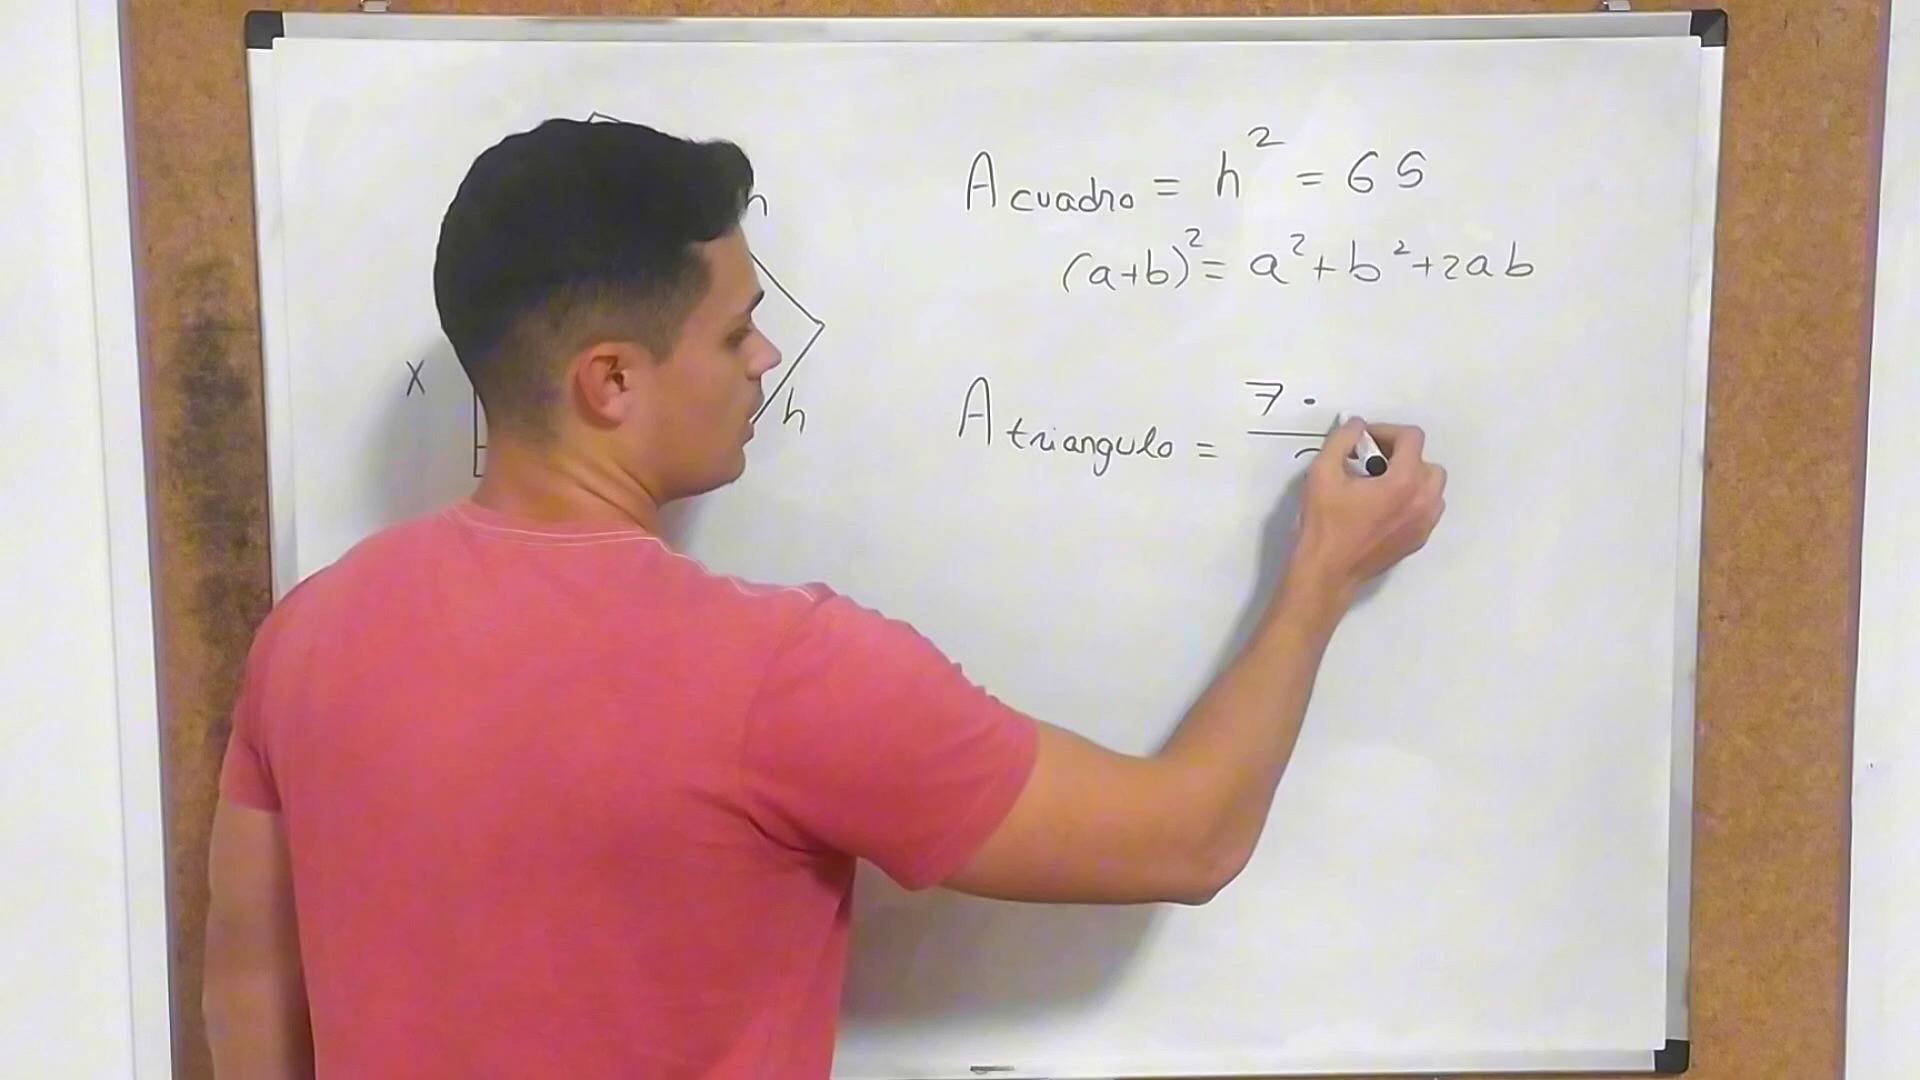 A cuadro = h² = 65
(a+b)² = a² + b² + 2ab
x
h
h
A triangulo = 7 ·